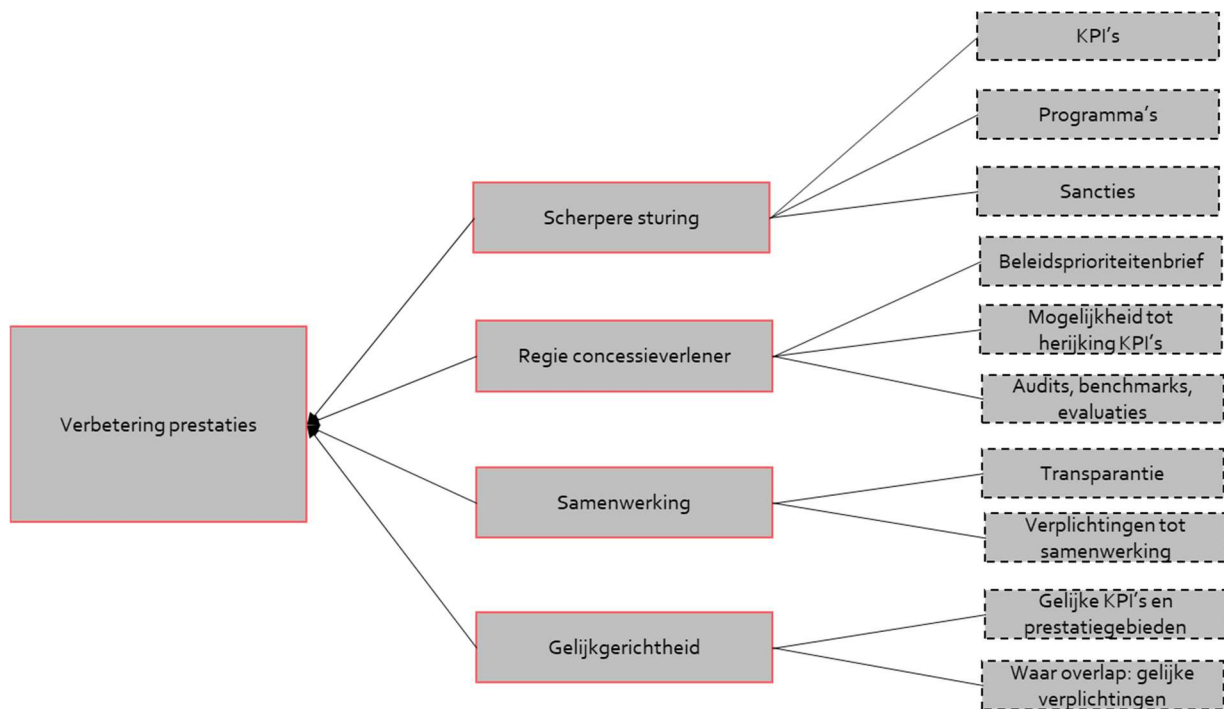 KPI's
Programma's
Scherpere sturing
Sancties
Beleidsprioriteitenbrief
Regie concessieverlener
Mogelijkheid tot
herijking KPI's
Audits, benchmarks,
evaluaties
Verbetering prestaties
Samenwerking
Transparantie
Verplichtingen tot
samenwerking
Gelijkgerichtheid
Gelijke KPI's en
prestatiegebieden
Waar overlap: gelijke
verplichtingen